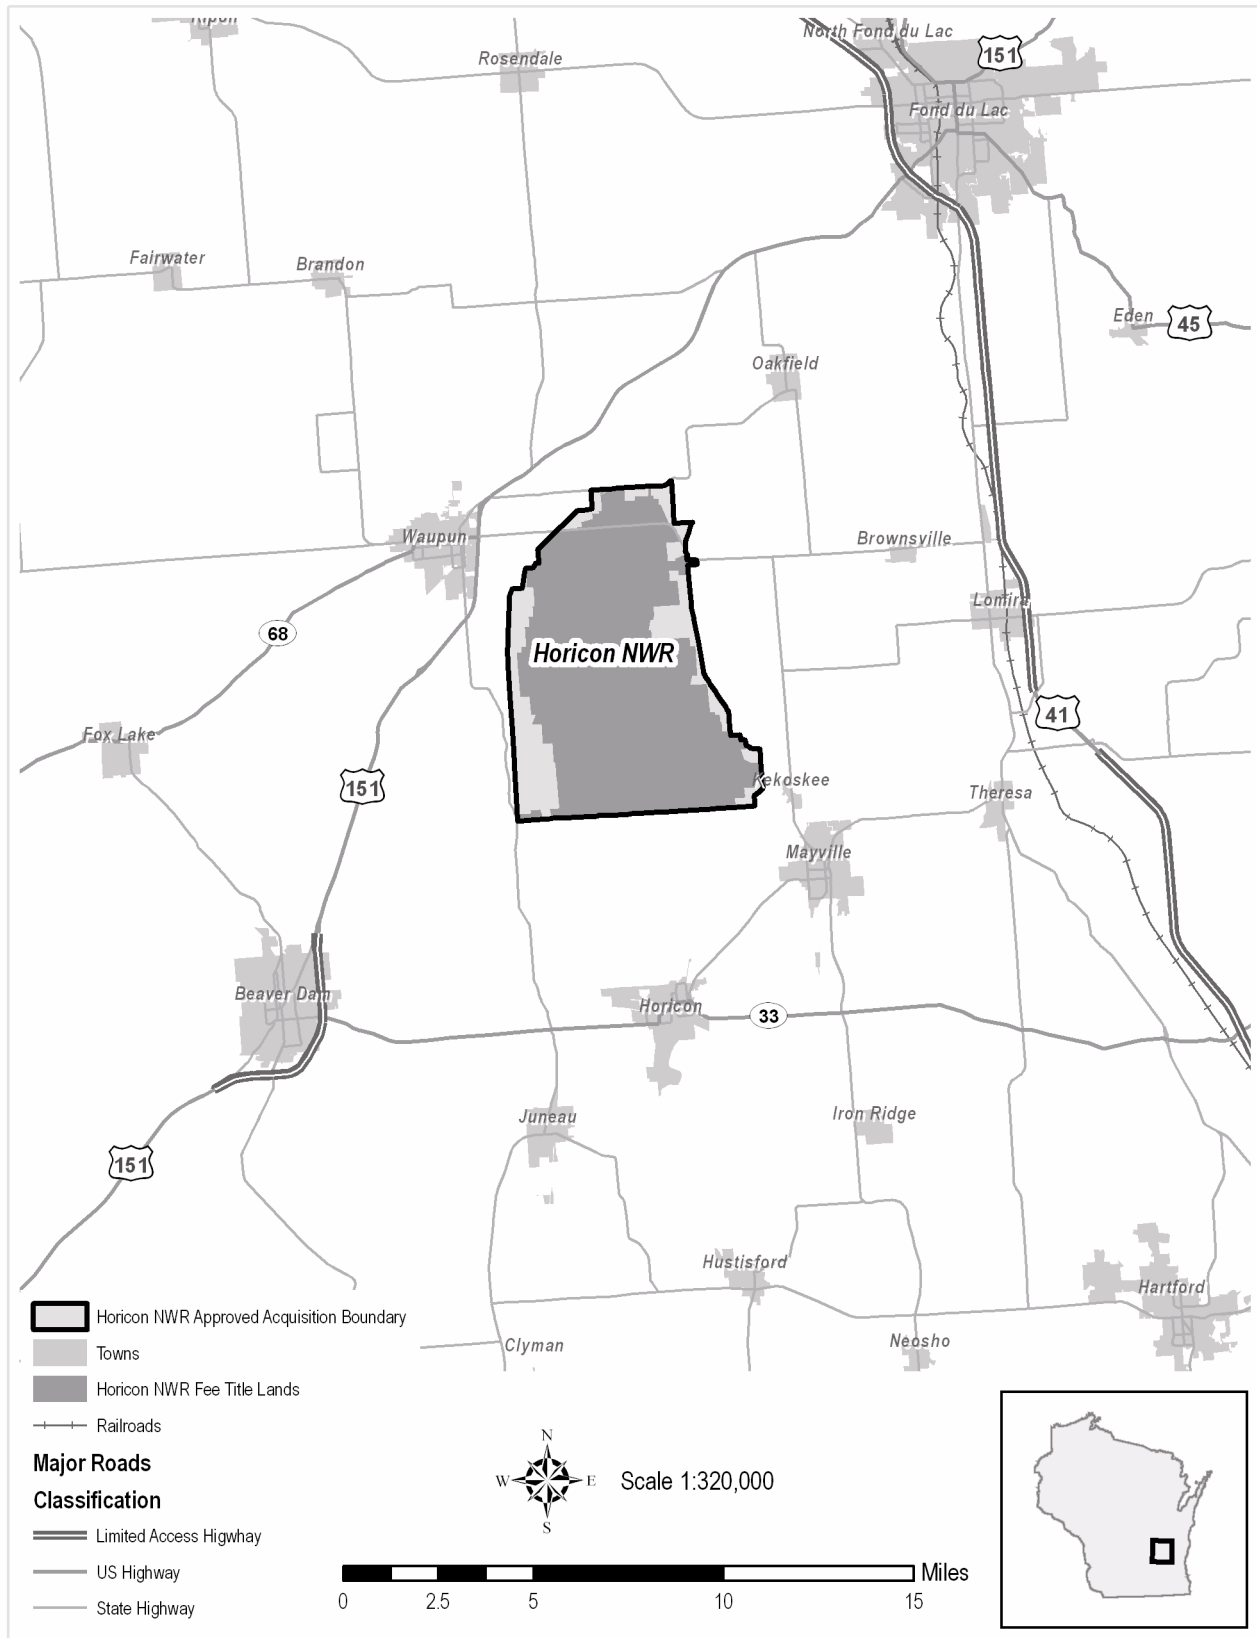 Ripon
Rosendale
North Fond du Lac
151
Fond du Lac
Fairwater
Brandon
Eden
45
Oakfield
Waupun
Brownsville
Lomira
68
Horicon NWR
41
Fox Lake
151
Kekoskee
Theresa
Mayville
Beaver Dam
Horicon
33
Juneau
Iron Ridge
151
Hustisford
Hartford
Clyman
Neosho
Horicon NWR Approved Acquisition Boundary
Towns
Horicon NWR Fee Title Lands
Railroads
Major Roads
Classification
Limited Access Higwhay
US Highway
State Highway
N
W
E
S
Scale 1:320,000
Miles
0
2.5
5
10
15